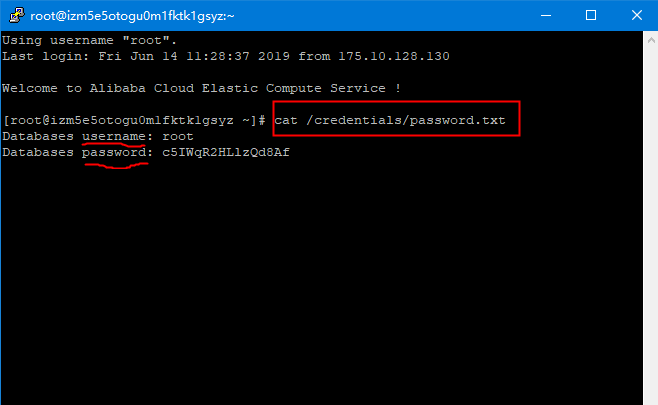 root@izm5e5otogu0m1fktk1gsyz:~
Using username "root".
Last login: Fri Jun 14 11:28:37 2019 from 175.10.128.130
Welcome to Alibaba Cloud Elastic Compute Service !
[root@izm5e5otogu0m1fktk1gsyz ~]# cat /credentials/password.txt
Databases username: root
Databases password: c5IWqR2HL1zQd8Af